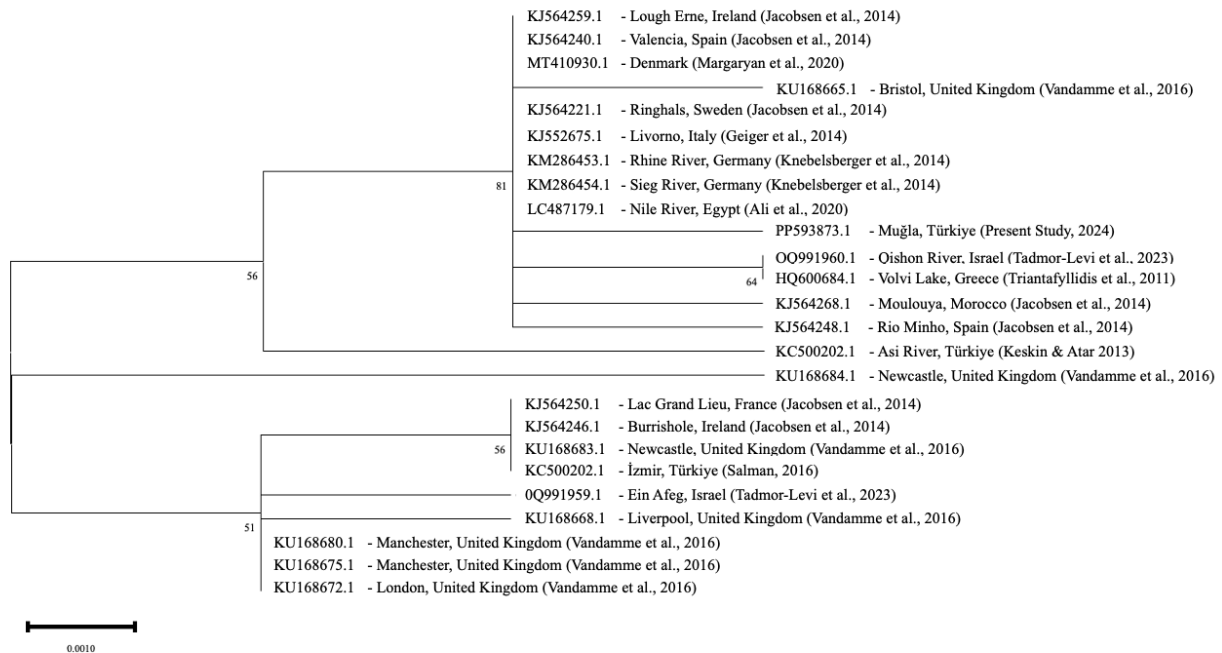 KJ564259.1 - Lough Erne, Ireland (Jacobsen et al., 2014)
KJ564240.1 - Valencia, Spain (Jacobsen et al., 2014)
MT410930.1 - Denmark (Margaryan et al., 2020)
KU168665.1 - Bristol, United Kingdom (Vandamme et al., 2016)
KJ564221.1 - Ringhals, Sweden (Jacobsen et al., 2014)
KJ552675.1 - Livorno, Italy (Geiger et al., 2014)
KM286453.1 - Rhine River, Germany (Knebelsberger et al., 2014)
81
KM286454.1 - Sieg River, Germany (Knebelsberger et al., 2014)
LC487179.1 - Nile River, Egypt (Ali et al., 2020)
PP593873.1 - Muğla, Türkiye (Present Study, 2024)
OQ991960.1 - Qishon River, Israel (Tadmor-Levi et al., 2023)
56
64
HQ600684.1 - Volvi Lake, Greece (Triantafyllidis et al., 2011)
KJ564268.1 - Moulouya, Morocco (Jacobsen et al., 2014)
KJ564248.1 - Rio Minho, Spain (Jacobsen et al., 2014)
KC500202.1 - Asi River, Türkiye (Keskin & Atar 2013)
KU168684.1 - Newcastle, United Kingdom (Vandamme et al., 2016)
KJ564250.1 - Lac Grand Lieu, France (Jacobsen et al., 2014)
KJ564246.1 - Burrishole, Ireland (Jacobsen et al., 2014)
56
KU168683.1 - Newcastle, United Kingdom (Vandamme et al., 2016)
KC500202.1 - İzmir, Türkiye (Salman, 2016)
0Q991959.1 - Ein Afeg, Israel (Tadmor-Levi et al., 2023)
51
KU168668.1 - Liverpool, United Kingdom (Vandamme et al., 2016)
KU168680.1 - Manchester, United Kingdom (Vandamme et al., 2016)
KU168675.1 - Manchester, United Kingdom (Vandamme et al., 2016)
KU168672.1 - London, United Kingdom (Vandamme et al., 2016)
0.0010